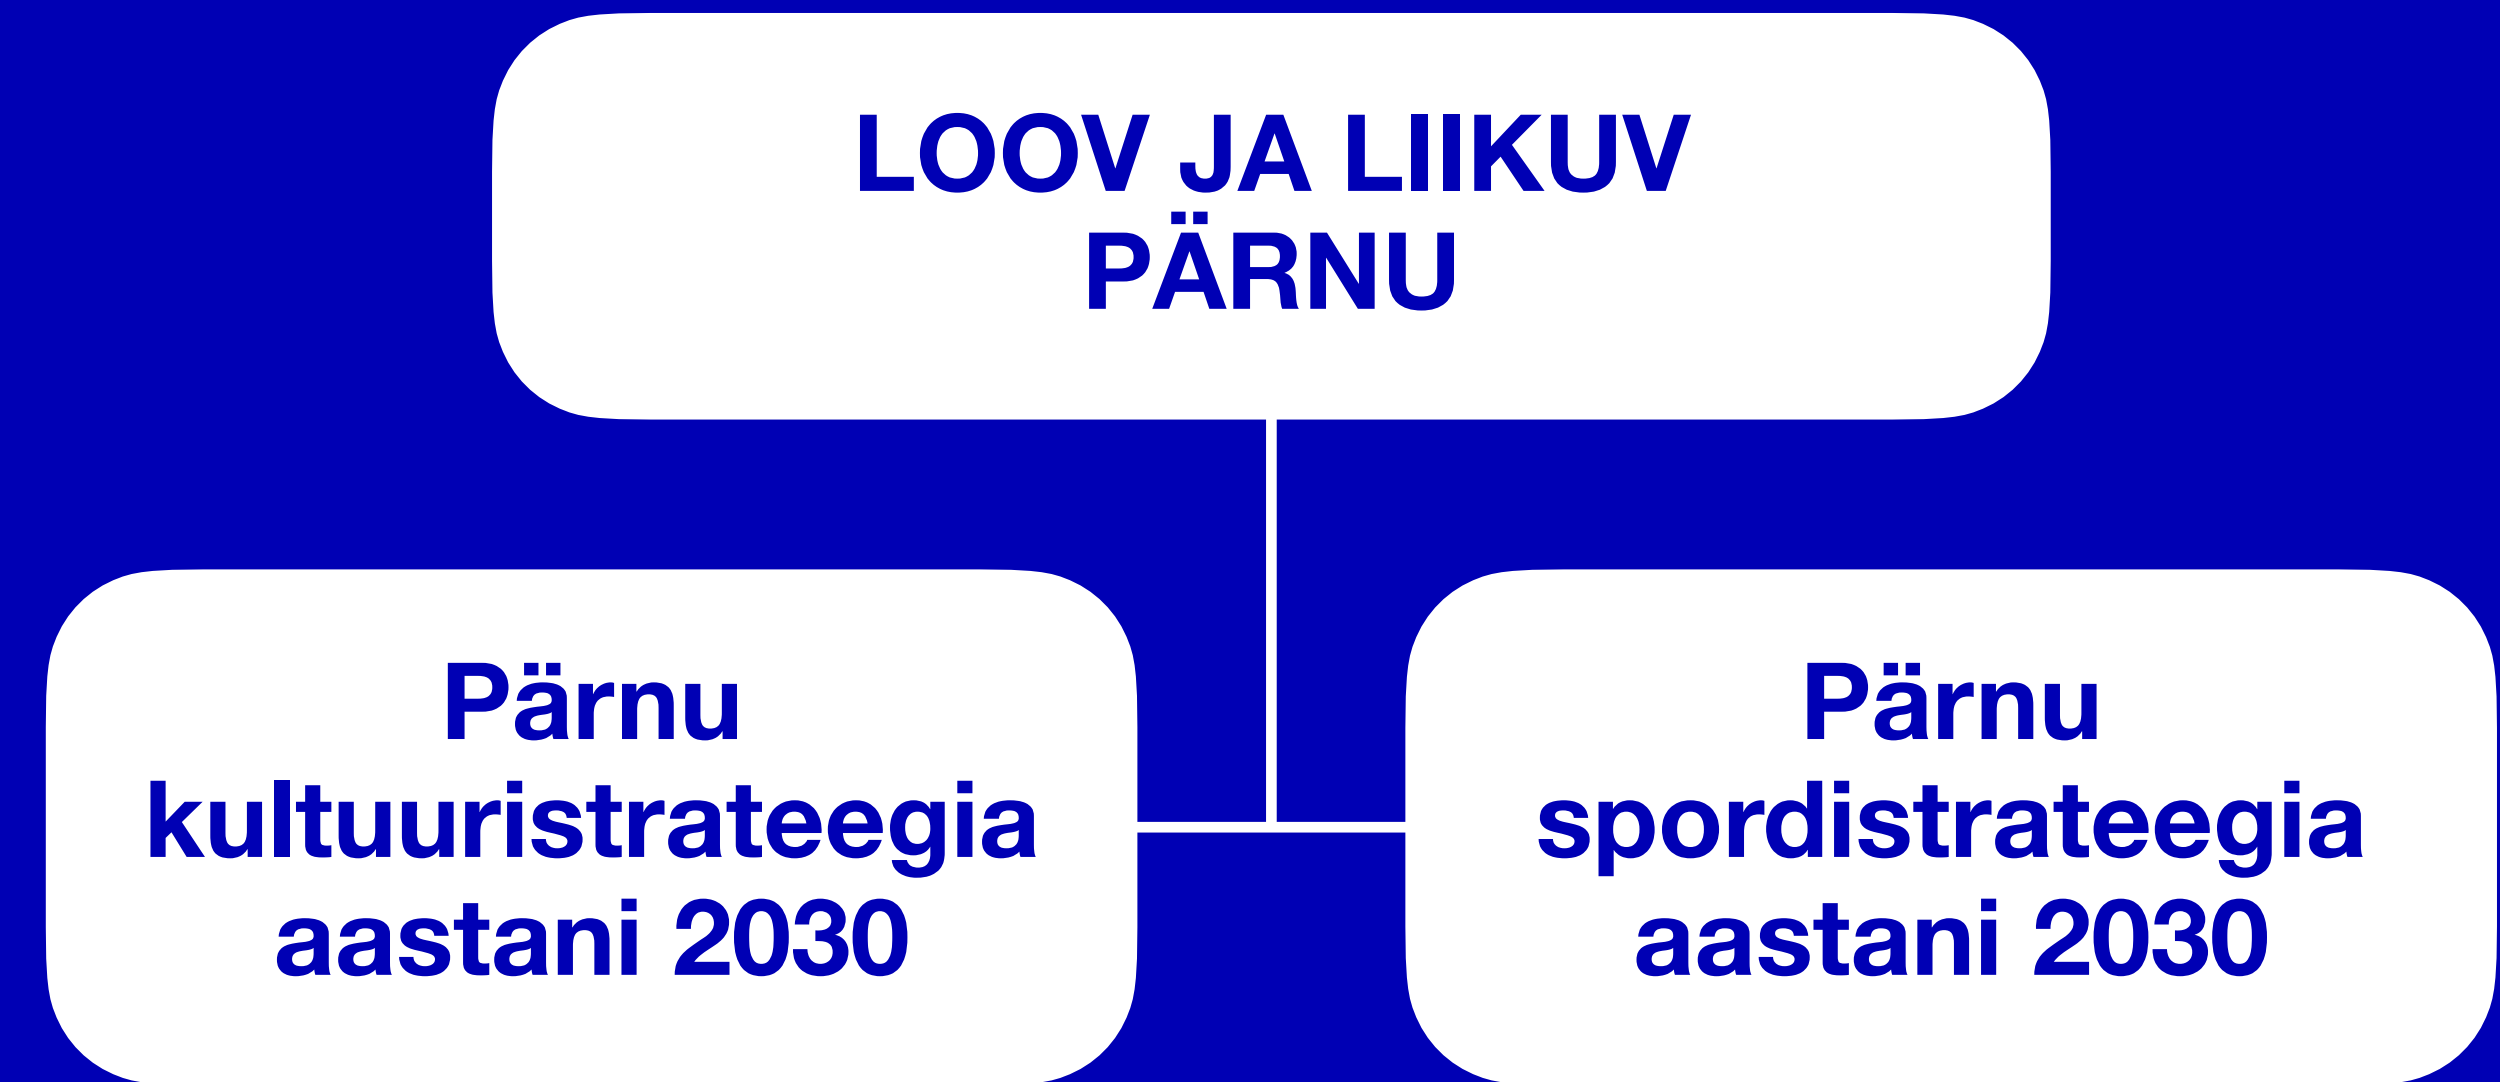 LOOV JA LIIKUV
PÄRNU
Pärnu
kultuuristrateegia
aastani 2030
Pärnu
spordistrateegia
aastani 2030